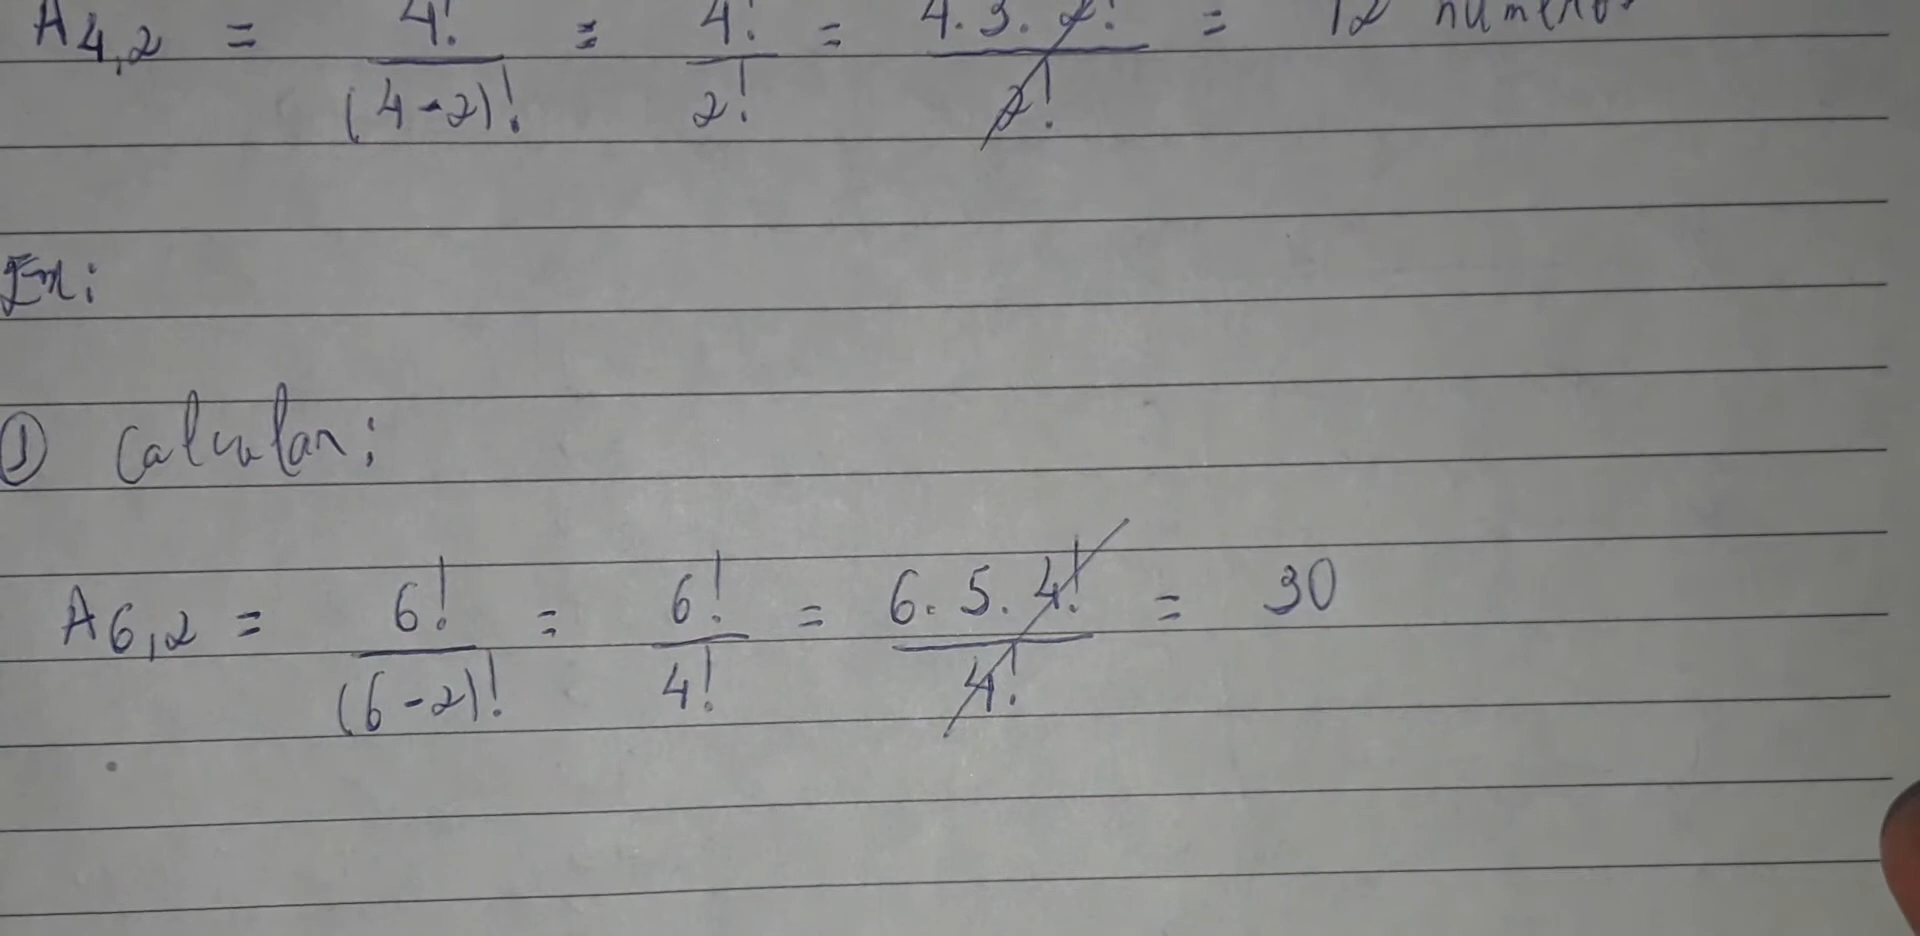 A4,2 = 4!/(4-2)! = 4!/2! = 4.3.2!/2! = 12 números
Ex:
① Calcular:
A6,2 = 6!/(6-2)! = 6!/4! = 6.5.4!/4! = 30